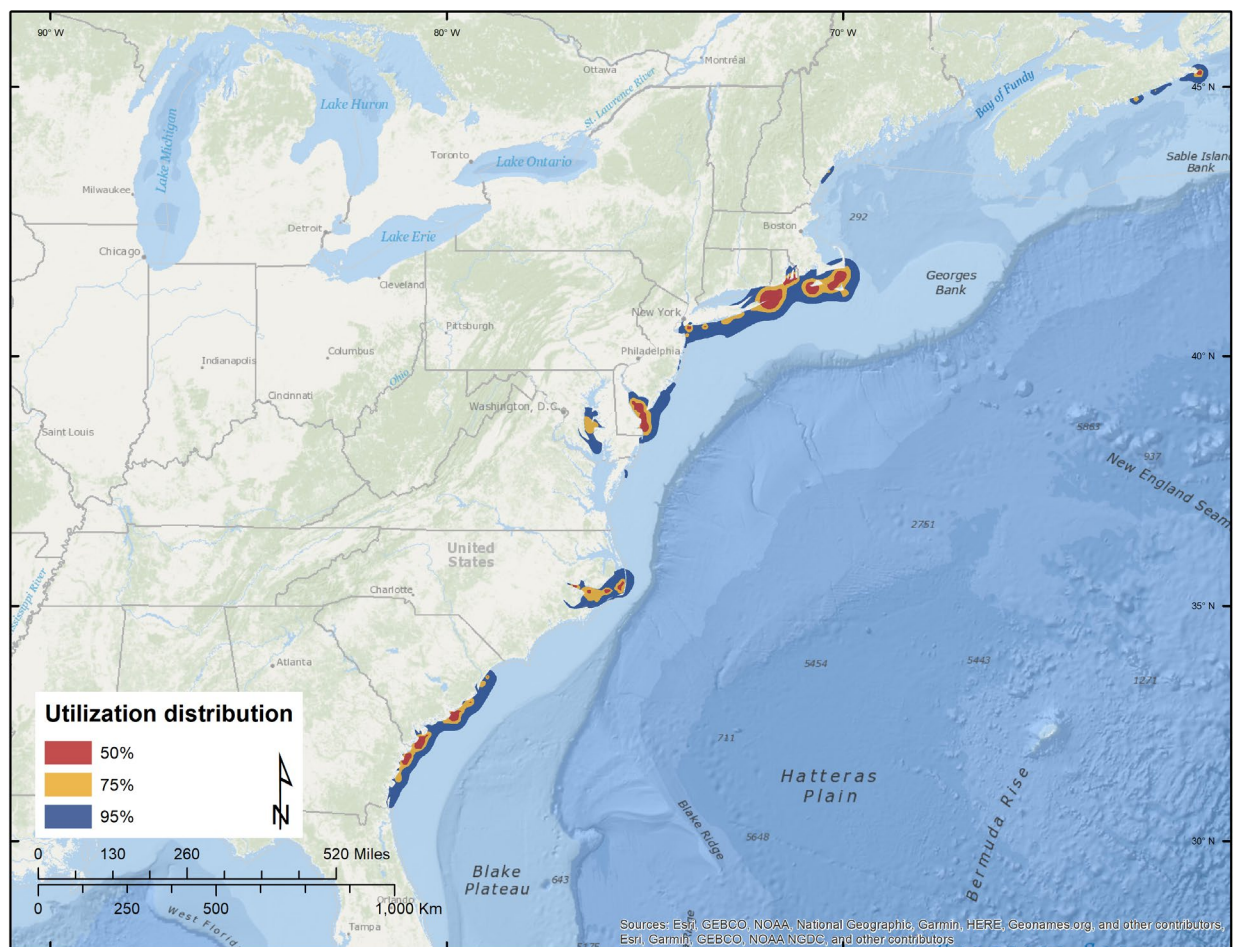 90° W
80° W
70° W
Ottawa
Montréal
St. Lawrence River
Bay of Fundy
45° N
Lake Huron
Lake Michigan
Toronto
Lake Ontario
Sable Island
Bank
Milwaukee
292
Boston
Detroit
Lake Erie
Chicago
Georges
Bank
Cleveland
New York
Pittsburgh
Philadelphia
40° N
Columbus
Indianapolis
Ohio
Cincinnati
Washington, D.C.
Saint Louis
5863
937
New England Seam
2751
United
States
Charlotte
35° N
Atlanta
5454
5443
1271
Utilization distribution
50%
75%
95%
N
711
Hatteras
Plain
Bermuda Rise
Blake Ridge
5648
30° N
0 130 260 520 Miles
Blake
Plateau
643
0 250 500 1,000 Km
Orlando
West Florid
Tampa
Sources: Esri, GEBCO, NOAA, National Geographic, Garmin, HERE, Geonames.org, and other contributors,
Esri, Garmin, GEBCO, NOAA NGDC, and other contributors